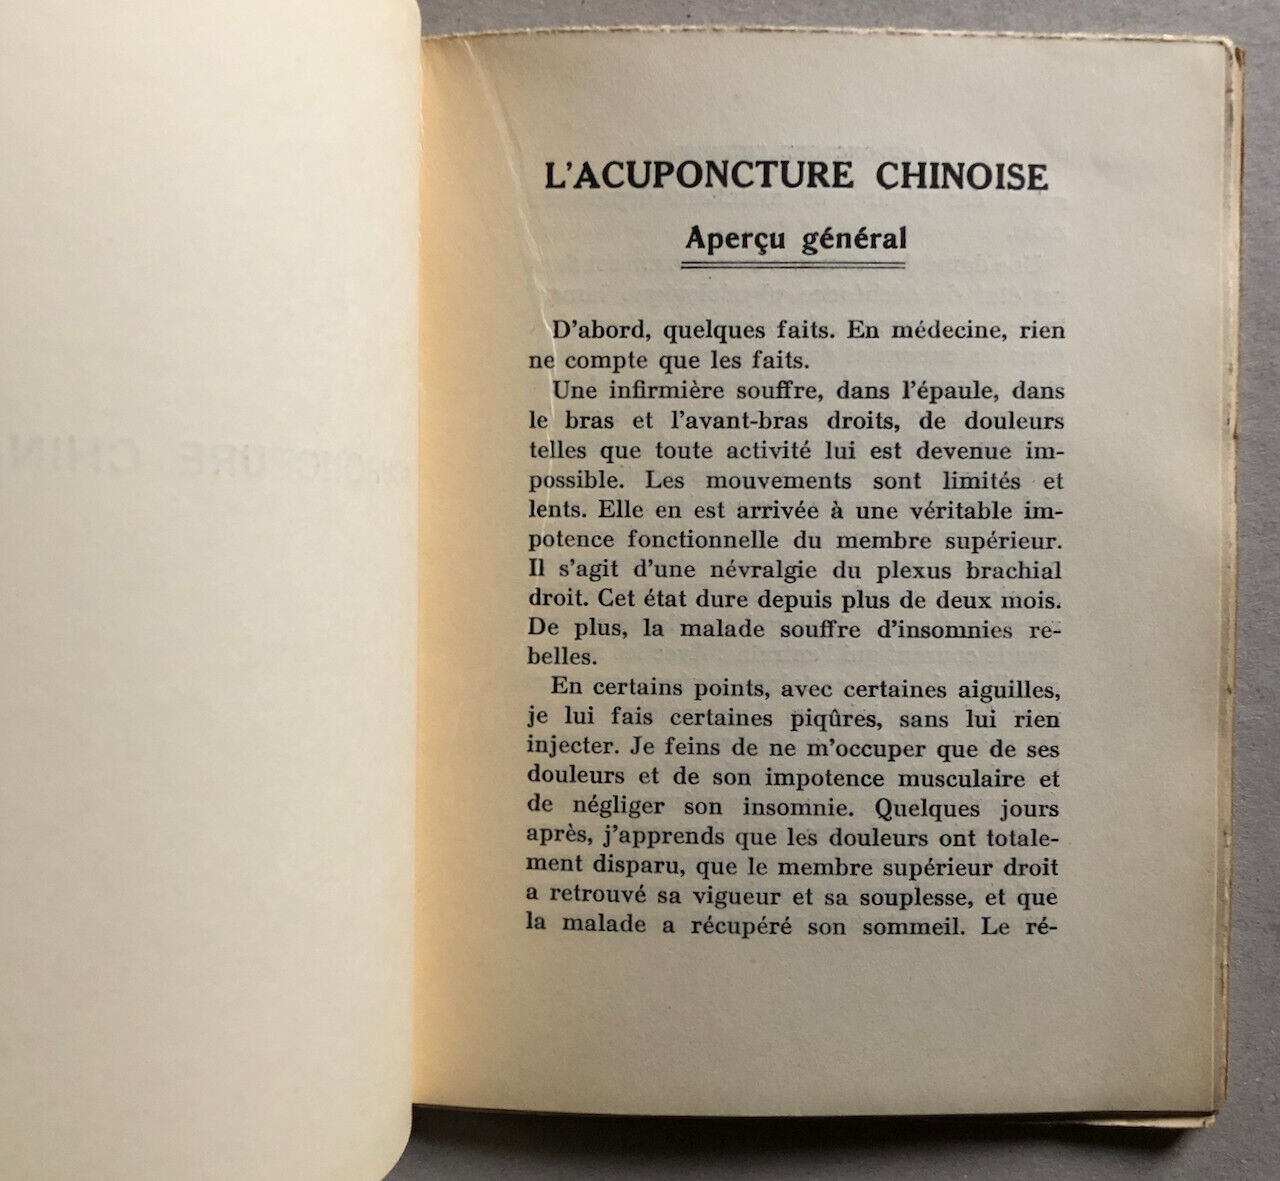 L'ACUPONCTURE CHINOISE
Aperçu général
D'abord, quelques faits. En médecine, rien
ne compte que les faits.
Une infirmière souffre, dans l'épaule, dans
le bras et l'avant-bras droits, de douleurs
telles que toute activité lui est devenue im-
possible. Les mouvements sont limités et
lents. Elle en est arrivée à une véritable im-
potence fonctionnelle du membre supérieur.
Il s'agit d'une névralgie du plexus brachial
droit. Cet état dure depuis plus de deux mois.
De plus, la malade souffre d'insomnies re-
belles.
En certains points, avec certaines aiguilles,
je lui fais certaines piqûres, sans lui rien
injecter. Je feins de ne m'occuper que de ses
douleurs et de son impotence musculaire et
de négliger son insomnie. Quelques jours
après, j'apprends que les douleurs ont totale-
ment disparu, que le membre supérieur droit
a retrouvé sa vigueur et sa souplesse, et que
la malade a récupéré son sommeil. Le ré-